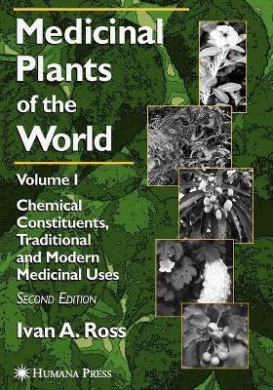 Medicinal
Plants
of the
World
Volume I
Chemical
Constituents,
Traditional
and Modern
Medicinal Uses
Second Edition
Ivan A. Ross
Humana Press